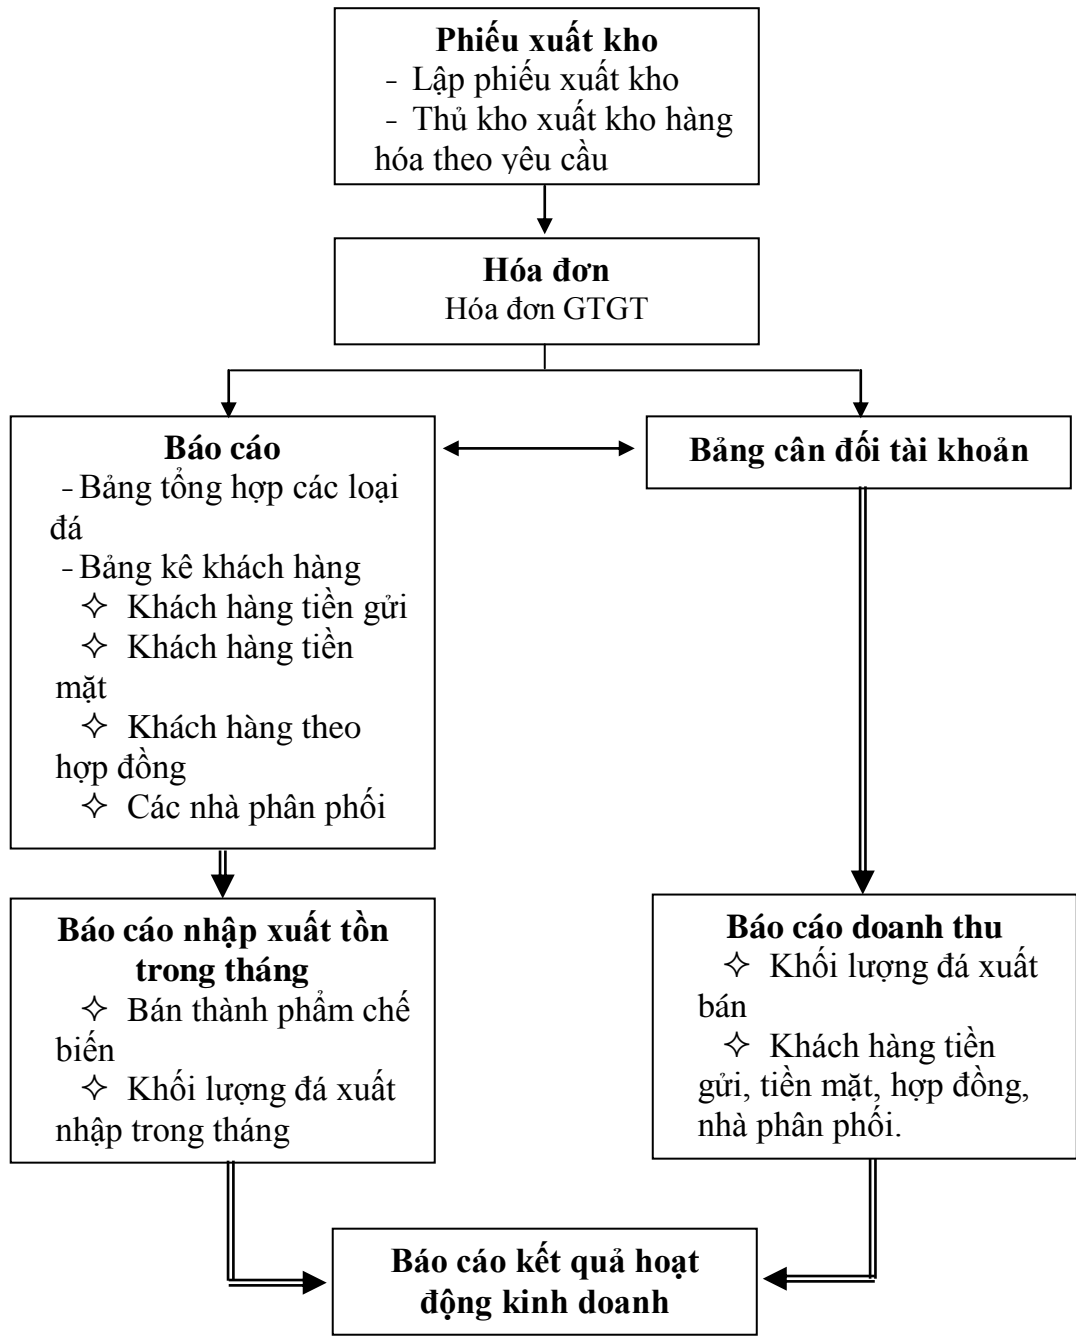 Phiếu xuất kho
- Lập phiếu xuất kho
- Thủ kho xuất kho hàng
hóa theo yêu cầu
Hóa đơn
Hóa đơn GTGT
Báo cáo
- Bảng tổng hợp các loại
đá
- Bảng kê khách hàng
✧ Khách hàng tiền gửi
✧ Khách hàng tiền
mặt
✧ Khách hàng theo
hợp đồng
✧ Các nhà phân phối
Bảng cân đối tài khoản
Báo cáo nhập xuất tồn
trong tháng
✧ Bán thành phẩm chế
biến
✧ Khối lượng đá xuất
nhập trong tháng
Báo cáo doanh thu
✧ Khối lượng đá xuất
bán
✧ Khách hàng tiền
gửi, tiền mặt, hợp đồng,
nhà phân phối.
Báo cáo kết quả hoạt
động kinh doanh